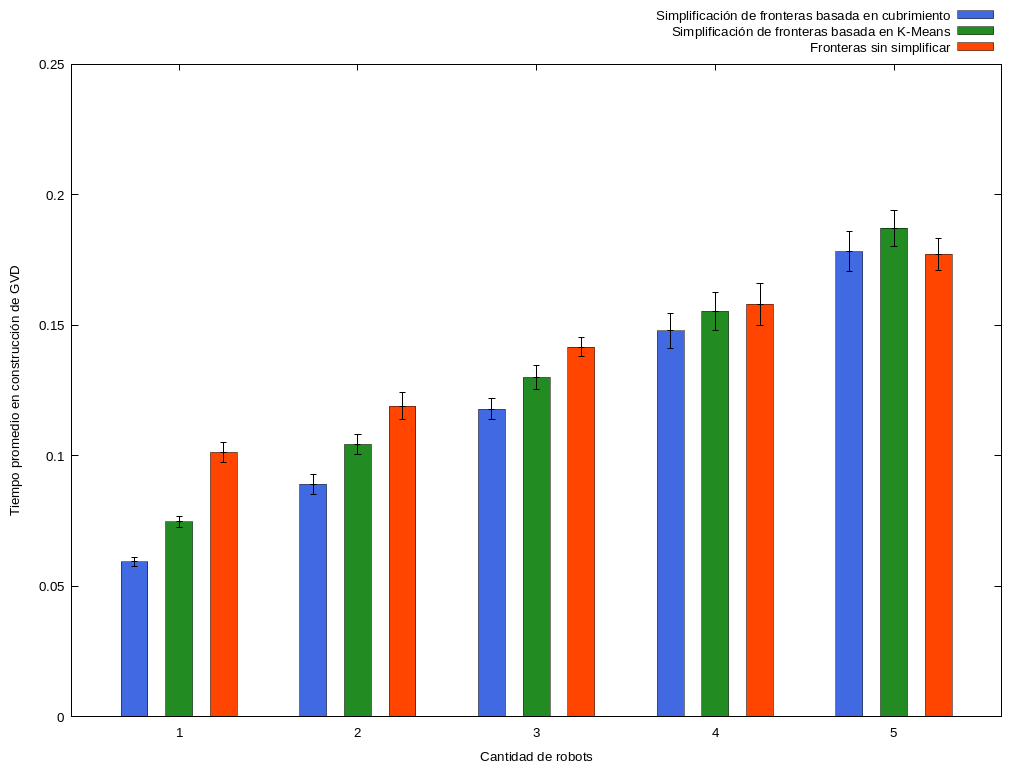 Simplificación de fronteras basada en cubrimiento
Simplificación de fronteras basada en K-Means
Fronteras sin simplificar
0.25
0.2
0.15
0.1
0.05
0
Tiempo promedio en construcción de GVD
1 2 3 4 5
Cantidad de robots